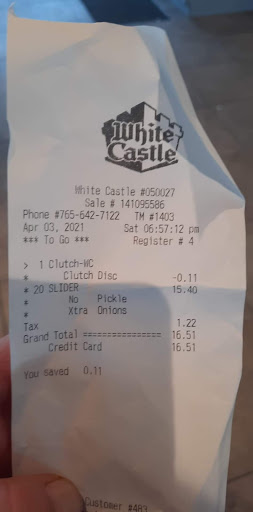 White
Castle
White Castle #050027
Sale # 141095586
Phone #765-642-7122 TM #1403
Apr 03, 2021 Sat 06:57:12 pm
*** To Go *** Register # 4
> 1 Clutch-WC
* Clutch Disc -0.11
# 20 SLIDER 15.40
# No Pickle
# Xtra Onions
Tax 1.22
Grand Total ================ 16.51
Credit Card 16.51
You saved 0.11
Customer #483